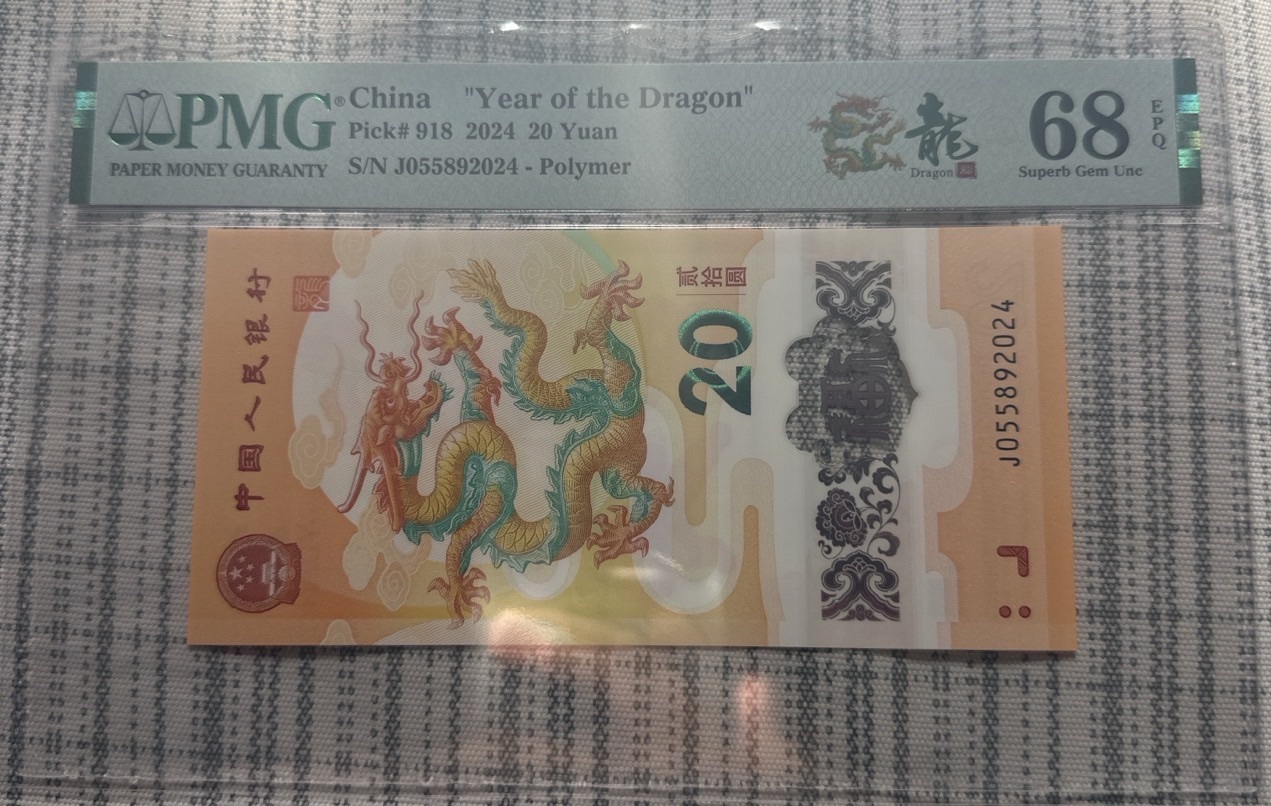 PMG®
PAPER MONEY GUARANTY
China "Year of the Dragon"
Pick# 918 2024 20 Yuan
S/N J055892024 - Polymer
龍
Dragon
68
EPQ
Superb Gem Unc
中国人民银行
贰拾圆
20
福
J055892024